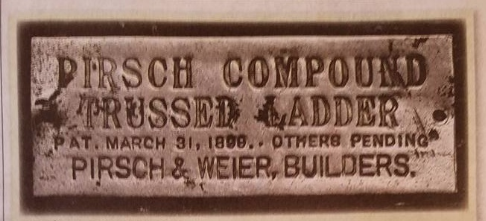 PIRSCH COMPOUND
TRUSSED LADDER
PAT. MARCH 31, 1899.. OTHERS PENDING
PIRSCH & WEIER, BUILDERS.